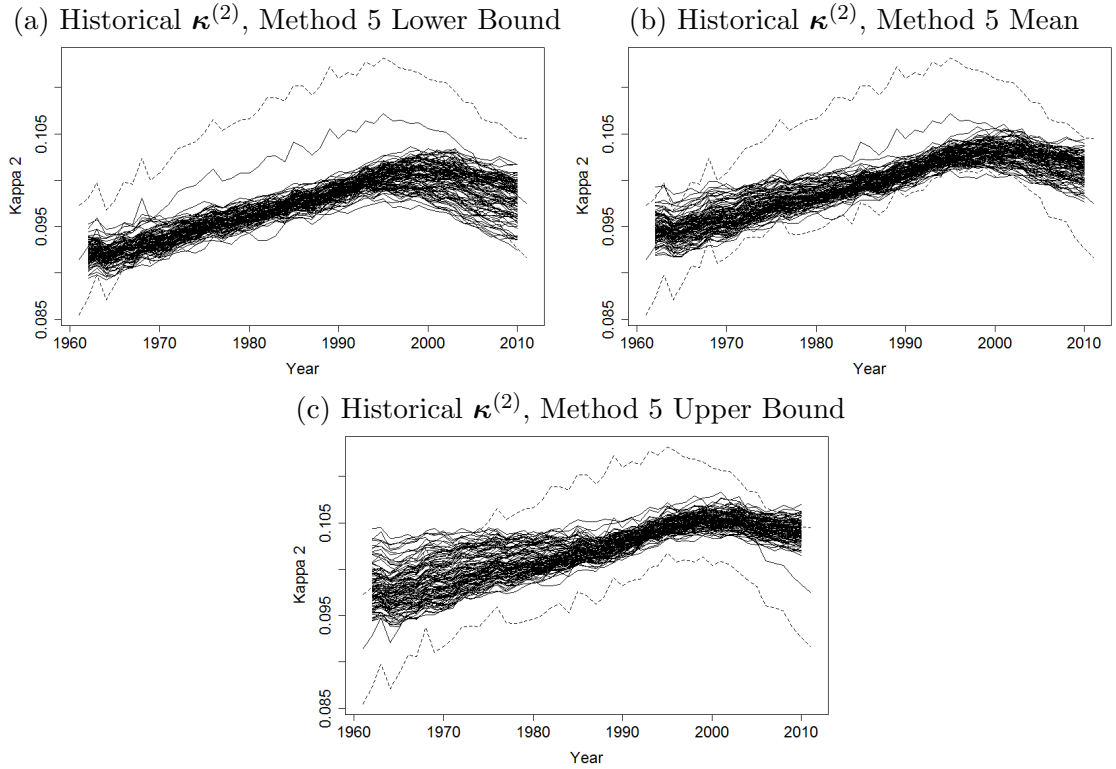 (a) Historical κ(2), Method 5 Lower Bound
(b) Historical κ(2), Method 5 Mean
Kappa 2
0.085
0.095
0.105
1960 1970 1980 1990 2000 2010
Year
Kappa 2
0.085
0.095
0.105
1960 1970 1980 1990 2000 2010
Year
(c) Historical κ(2), Method 5 Upper Bound
Kappa 2
0.085
0.095
0.105
1960 1970 1980 1990 2000 2010
Year